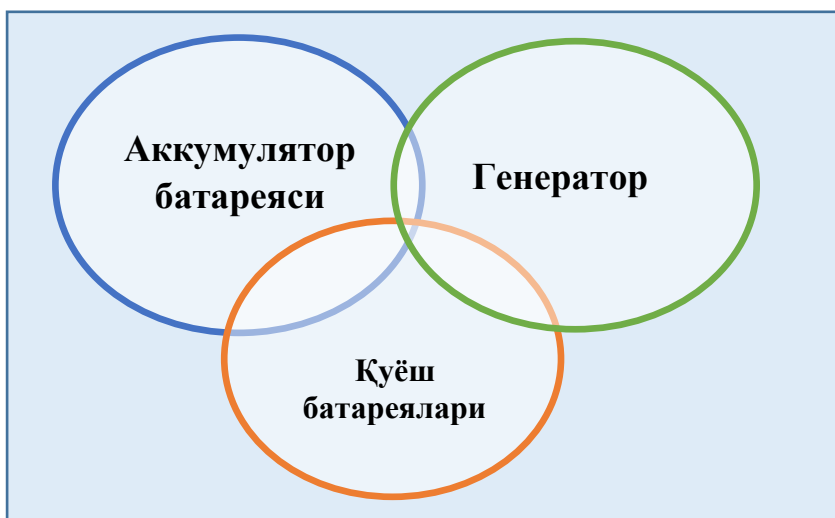 Аккумулятор
батареяси
Генератор
Қуёш
батареялари